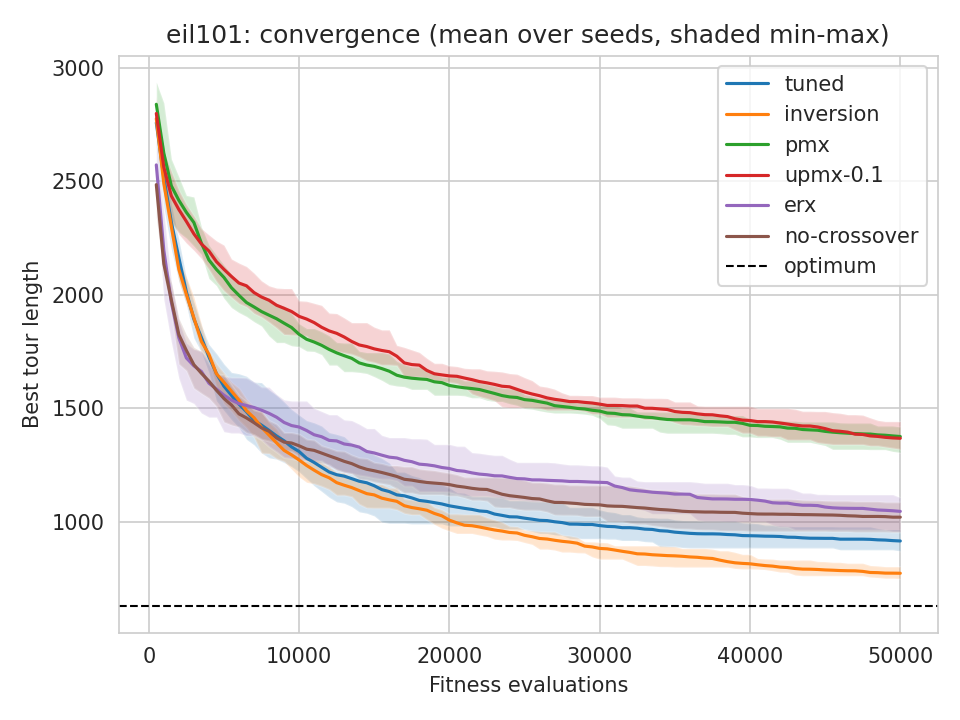 eil101: convergence (mean over seeds, shaded min-max)
3000
2500
2000
1500
1000
Best tour length
tuned
inversion
pmx
upmx-0.1
erx
no-crossover
optimum
0
10000
20000
30000
40000
50000
Fitness evaluations